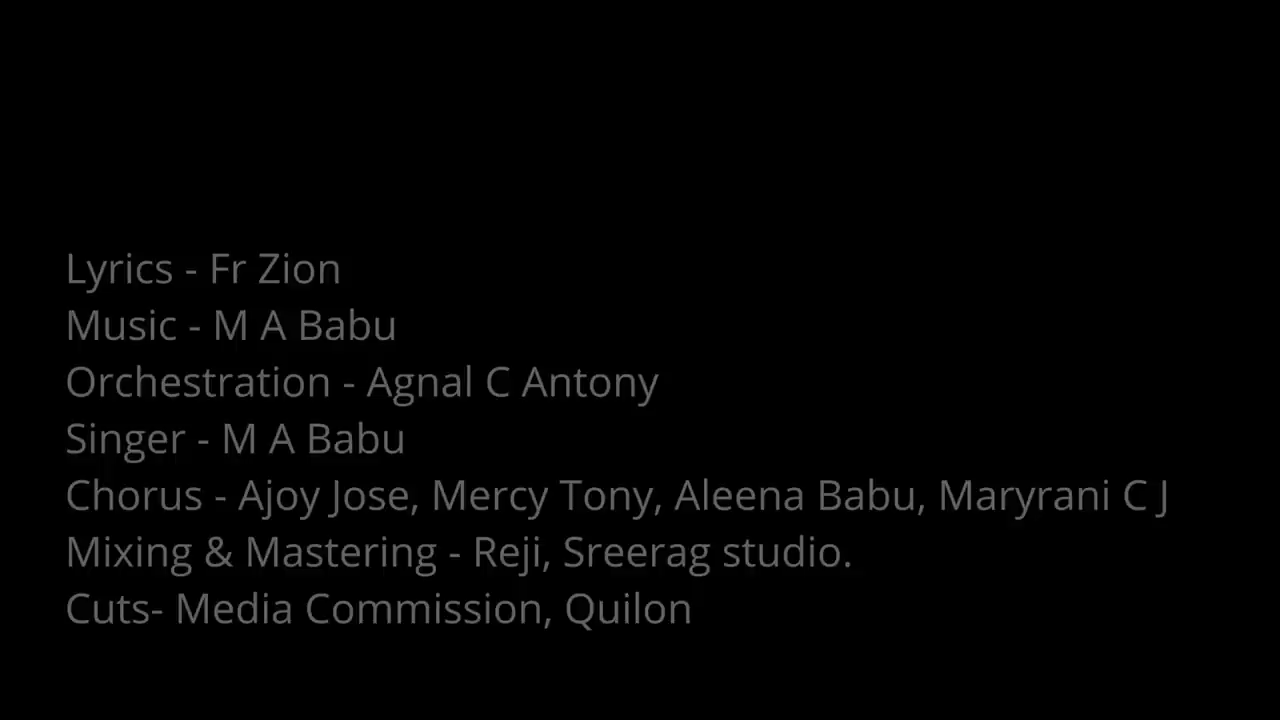 Lyrics - Fr Zion
Music - M A Babu
Orchestration - Agnal C Antony
Singer - M A Babu
Chorus - Ajoy Jose, Mercy Tony, Aleena Babu, Maryrani C J
Mixing & Mastering - Reji, Sreerag studio.
Cuts- Media Commission, Quilon